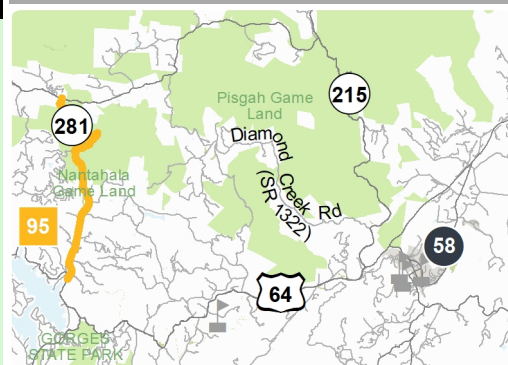 Pisgah Game
Land
215
281
Diamond Creek Rd
(SR 1322)
Nantahala
Game Land
95
58
64
GORGES
STATE PARK